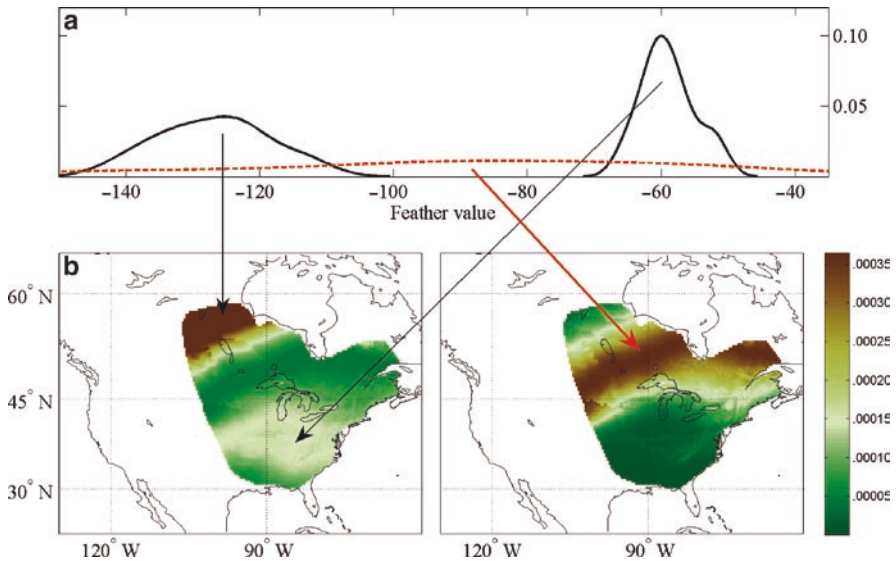 a
0.10
0.05
−140 −120 −100 −80 −60 −40
Feather value
b
60° N
45° N
30° N
120° W 90° W
120° W 90° W
.00035
.00030
.00025
.00020
.00015
.00010
.00005